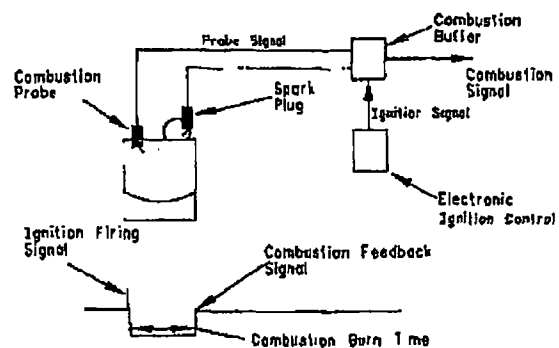 Combustion
Buffer
Probe Signal
Combustion
Signal
Combustion
Probe
Spark
Plug
Ignition Signal
Electronic
Ignition Control
Ignition Firing
Signal
Combustion Feedback
Signal
Combustion Burn Time